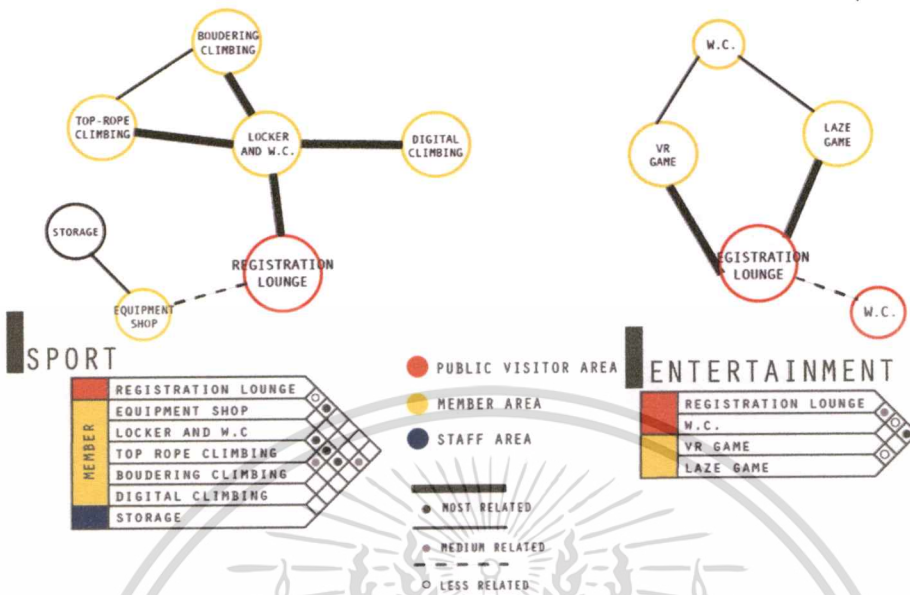 BOUDERING
CLIMBING
TOP-ROPE
CLIMBING
LOCKER
AND W.C.
DIGITAL
CLIMBING
STORAGE
REGISTRATION
LOUNGE
EQUIPMENT
SHOP
W.C.
VR
GAME
LAZE
GAME
EGISTRATION
LOUNGE
W.C.
SPORT
MEMBER
REGISTRATION LOUNGE
EQUIPMENT SHOP
LOCKER AND W.C
TOP ROPE CLIMBING
BOUDERING CLIMBING
DIGITAL CLIMBING
STORAGE
PUBLIC VISITOR AREA
MEMBER AREA
STAFF AREA
MOST RELATED
MEDIUM RELATED
LESS RELATED
ENTERTAINMENT
REGISTRATION LOUNGE
W.C.
VR GAME
LAZE GAME